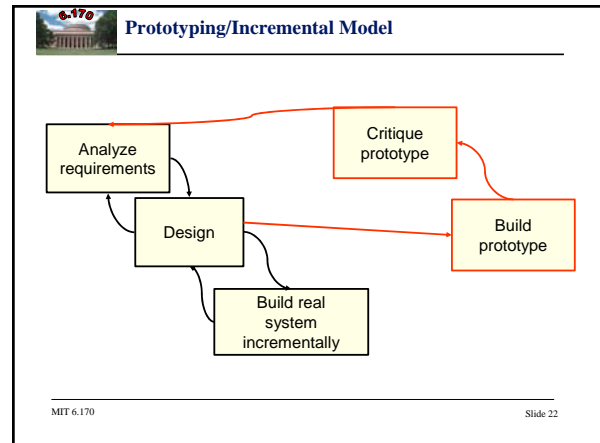 6.170
Prototyping/Incremental Model
Critique
prototype
Analyze
requirements
Design
Build
prototype
Build real
system
incrementally
MIT 6.170
Slide 22